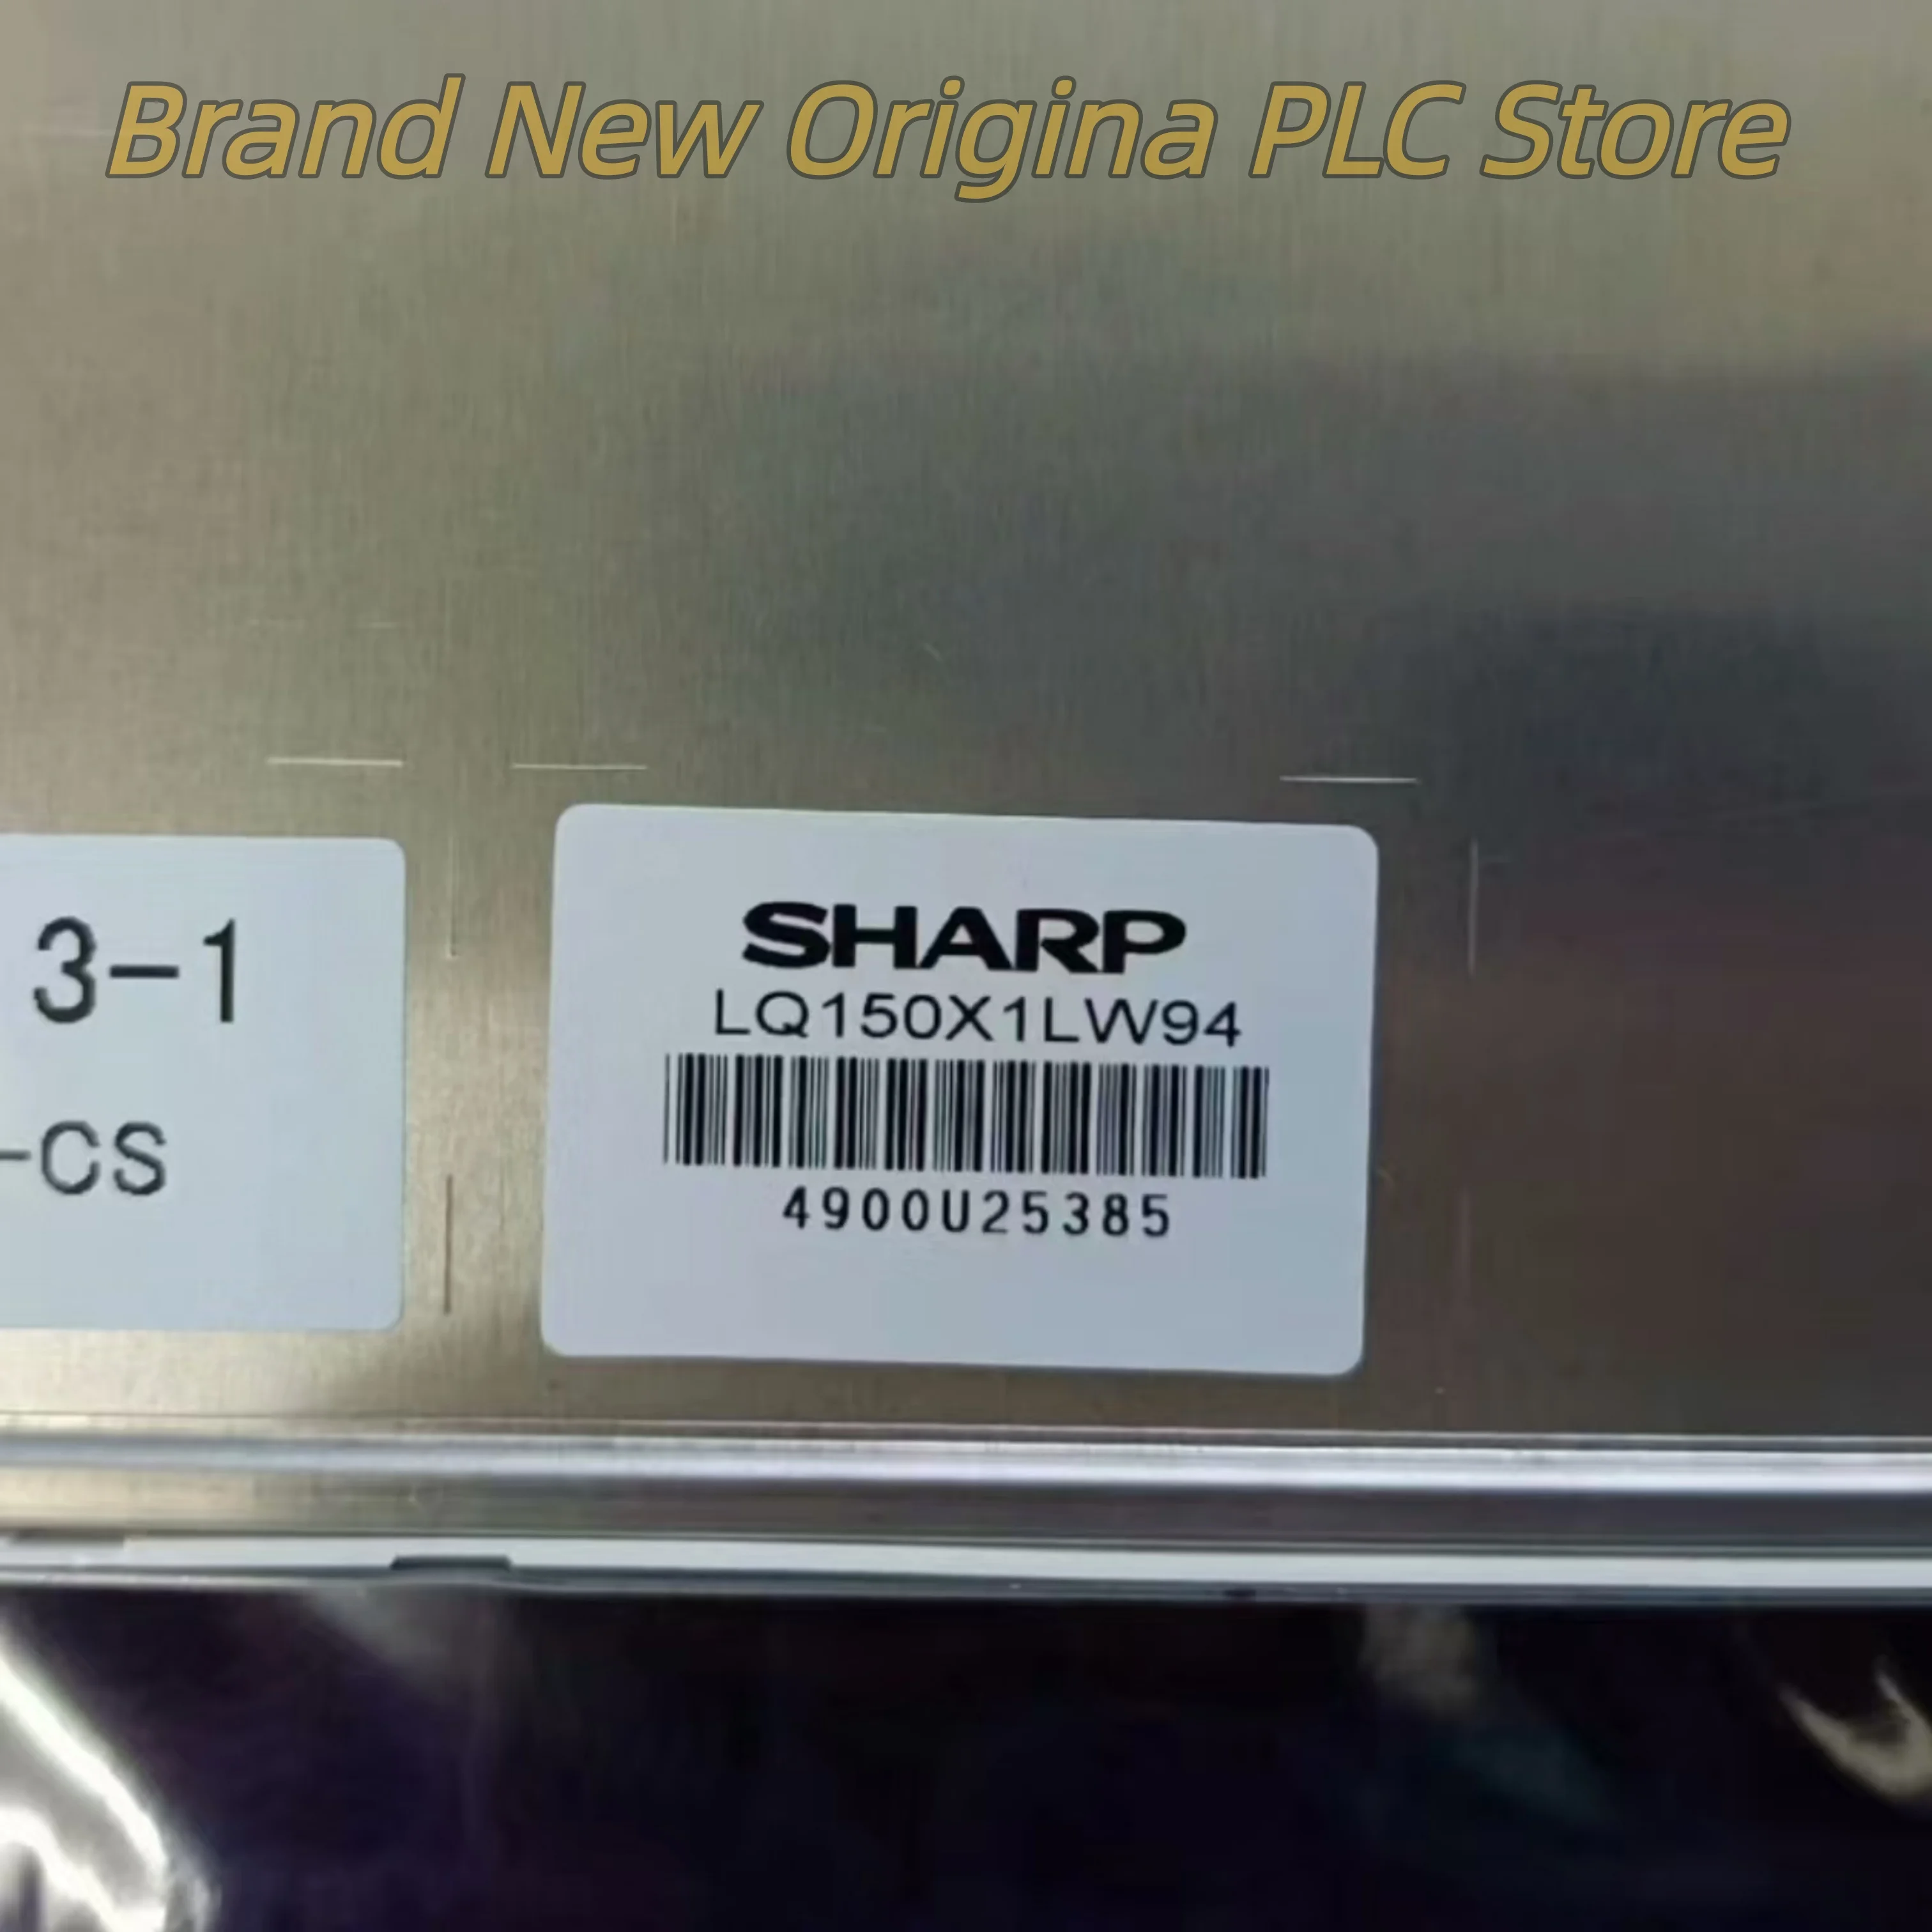 Brand New Origina PLC Store
3-1
-CS
SHARP
LQ150X1LW94
4900U25385